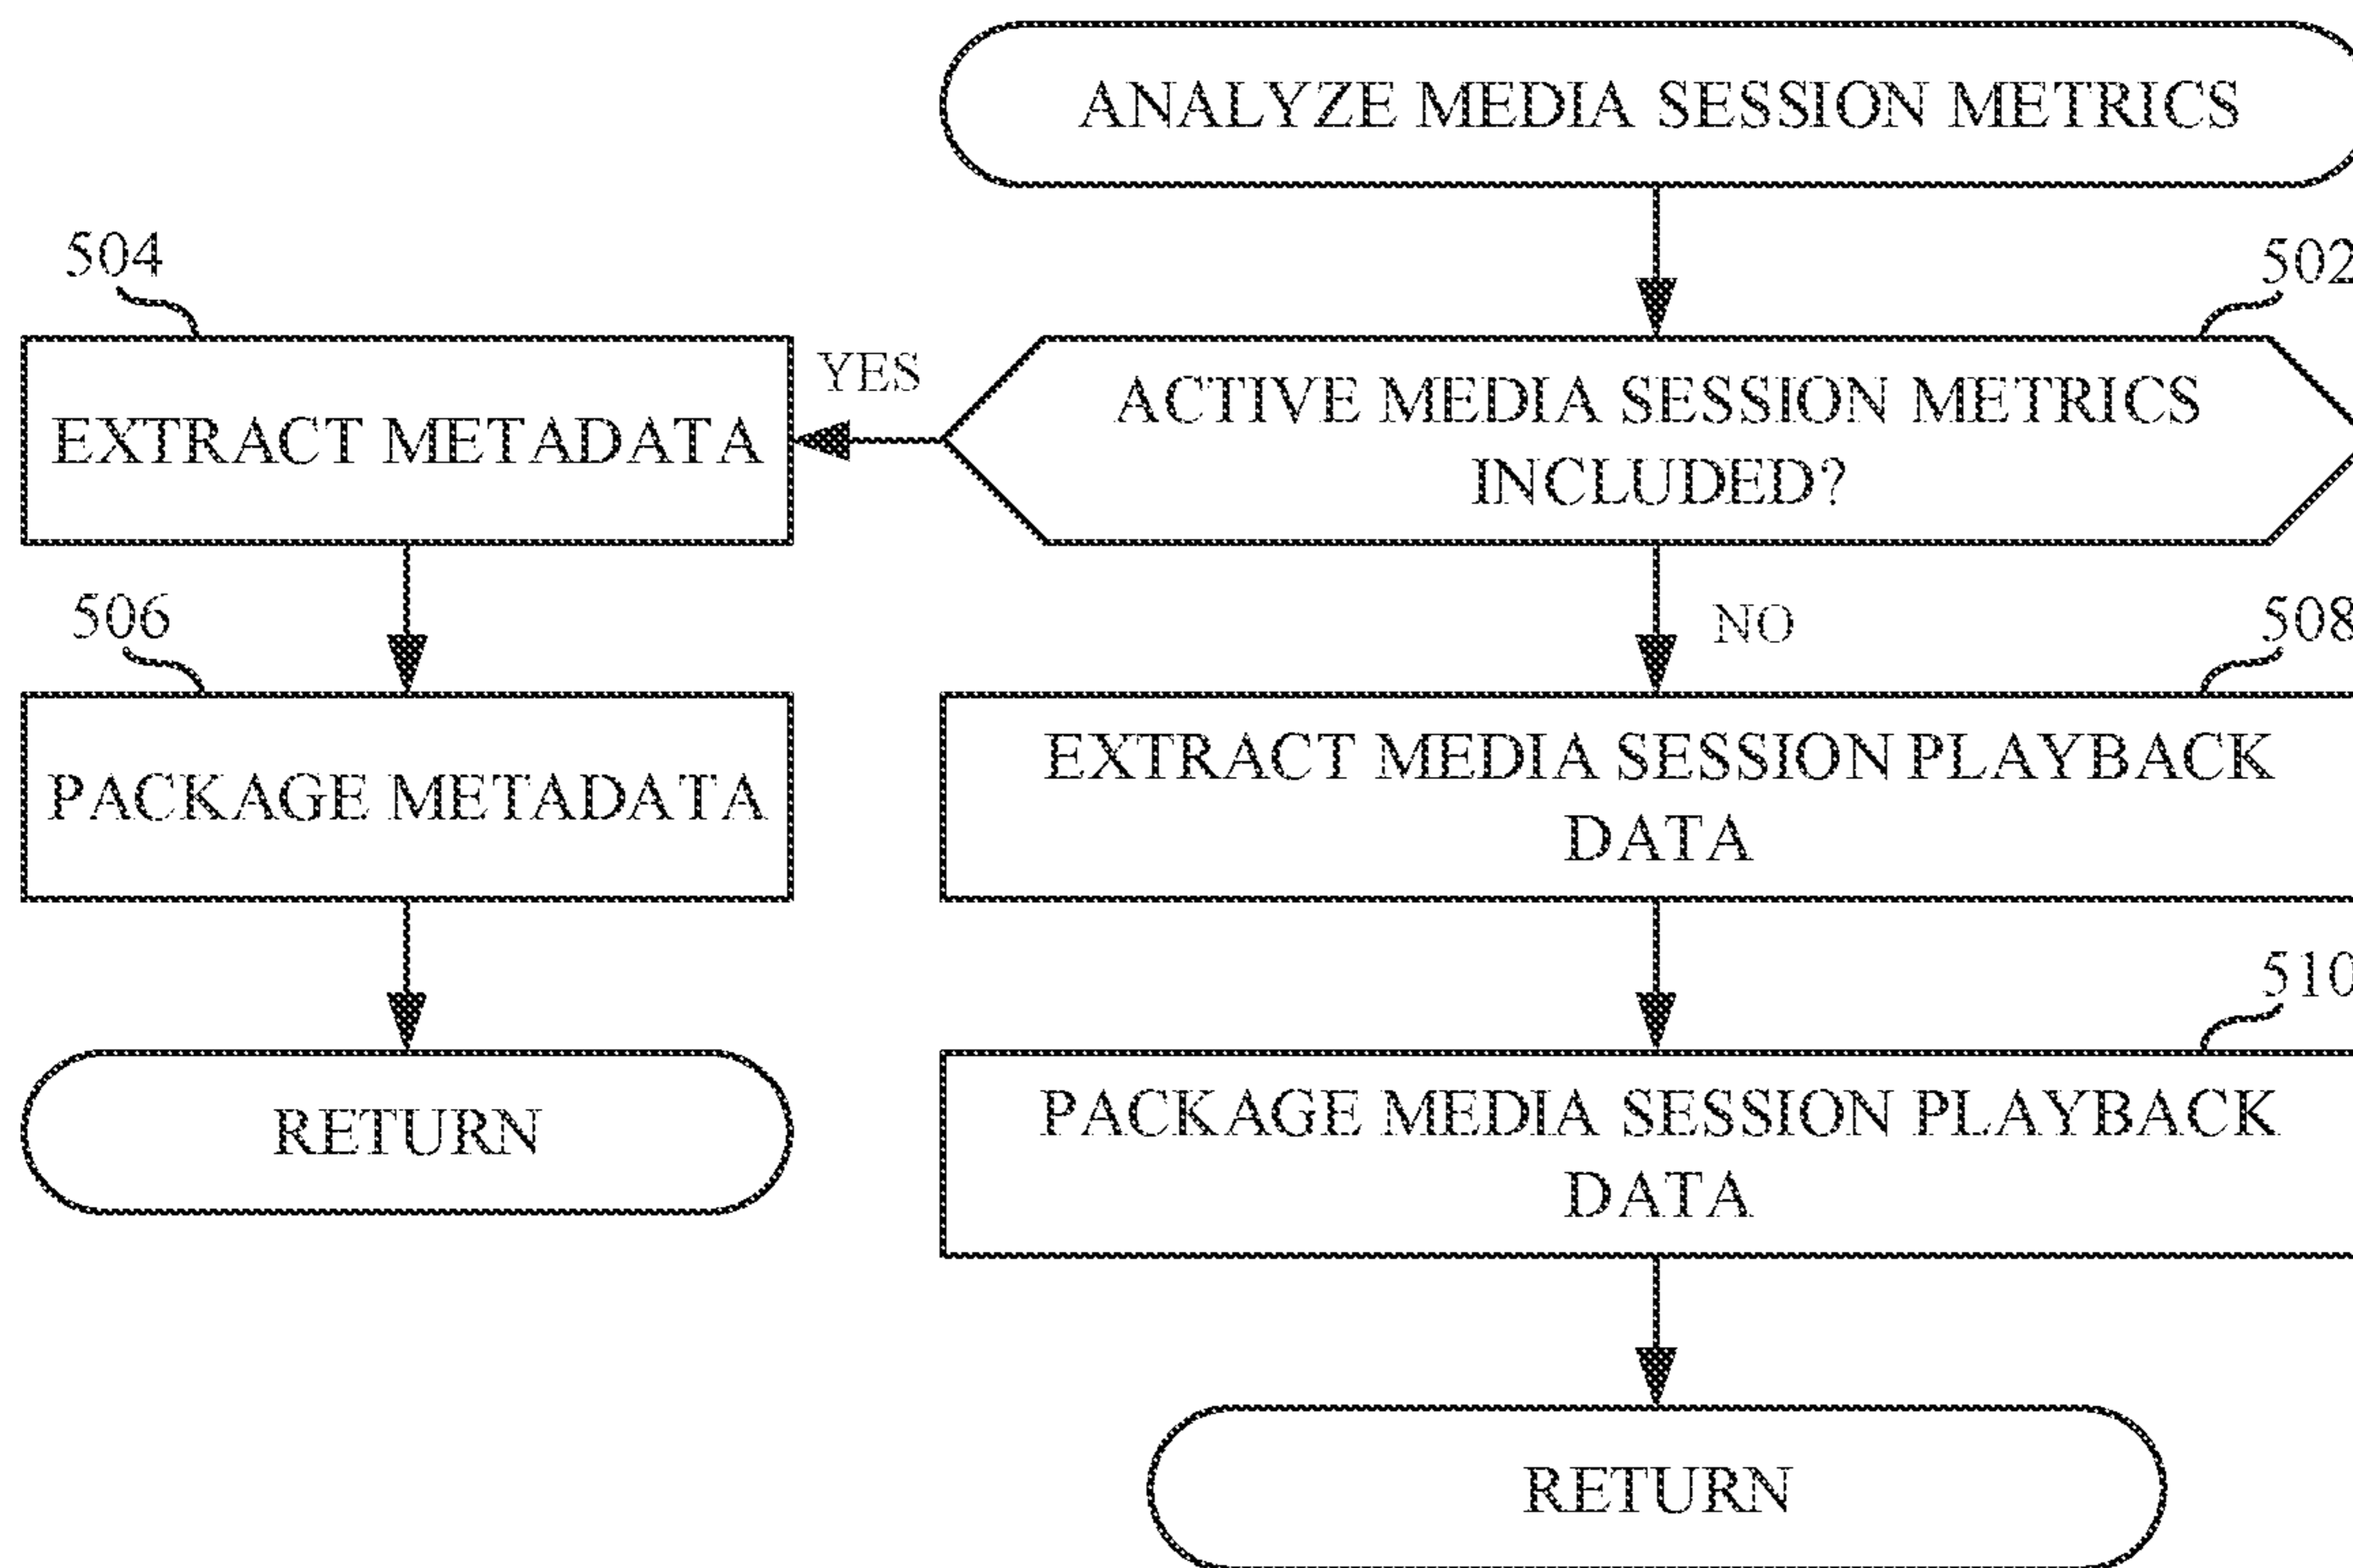 ANALYZE MEDIA SESSION METRICS
504
502
EXTRACT METADATA
YES
ACTIVE MEDIA SESSION METRICS
INCLUDED?
506
NO
508
PACKAGE METADATA
EXTRACT MEDIA SESSION PLAYBACK
DATA
510
RETURN
PACKAGE MEDIA SESSION PLAYBACK
DATA
RETURN